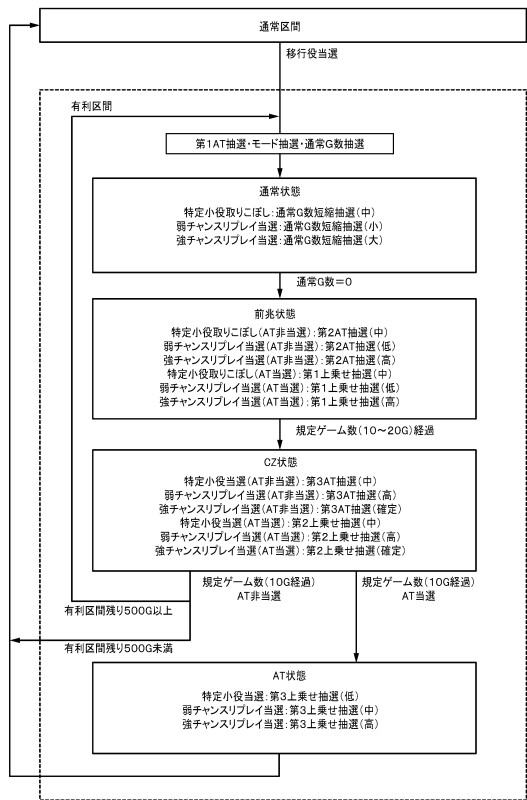 通常区間
移行役当選
有利区間
第1AT抽選・モード抽選・通常G数抽選
通常状態
特定小役取りこぼし:通常G数短縮抽選(中)
弱チャンスリプレイ当選:通常G数短縮抽選(小)
強チャンスリプレイ当選:通常G数短縮抽選(大)
通常G数=0
前兆状態
特定小役取りこぼし(AT非当選):第2AT抽選(中)
弱チャンスリプレイ当選(AT非当選):第2AT抽選(低)
強チャンスリプレイ当選(AT非当選):第2AT抽選(高)
特定小役取りこぼし(AT当選):第1上乗せ抽選(中)
弱チャンスリプレイ当選(AT当選):第1上乗せ抽選(低)
強チャンスリプレイ当選(AT当選):第1上乗せ抽選(高)
規定ゲーム数(10~20G)経過
CZ状態
特定小役当選(AT非当選):第3AT抽選(中)
弱チャンスリプレイ当選(AT非当選):第3AT抽選(高)
強チャンスリプレイ当選(AT非当選):第3AT抽選(確定)
特定小役当選(AT当選):第2上乗せ抽選(中)
弱チャンスリプレイ当選(AT当選):第2上乗せ抽選(高)
強チャンスリプレイ当選(AT当選):第2上乗せ抽選(確定)
規定ゲーム数(10G経過)
AT非当選
規定ゲーム数(10G経過)
AT当選
有利区間残り500G以上
有利区間残り500G未満
AT状態
特定小役当選:第3上乗せ抽選(低)
弱チャンスリプレイ当選:第3上乗せ抽選(中)
強チャンスリプレイ当選:第3上乗せ抽選(高)